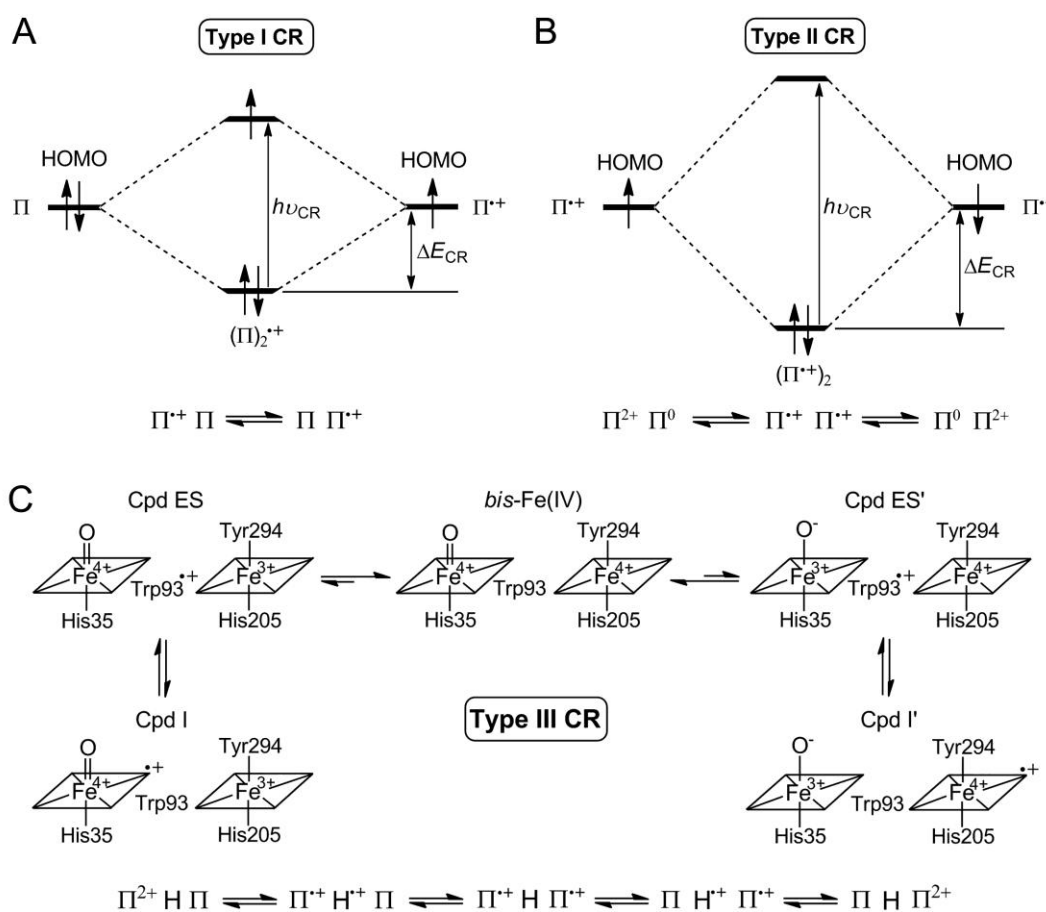 A
Type I CR
HOMO
HOMO
Π
Π•+
hυCR
ΔECR
(Π)2•+
Π•+ Π ⇌ Π Π•+
B
Type II CR
HOMO
HOMO
Π•+
Π•
hυCR
ΔECR
(Π•+)2
Π2+ Π0 ⇌ Π•+ Π•+ ⇌ Π0 Π2+
C
Cpd ES
bis-Fe(IV)
Cpd ES'
O
Tyr294
O
Tyr294
O-
Tyr294
Fe4+
Trp93•+
Fe3+
Fe4+
Trp93
Fe4+
Fe3+
Trp93•+
Fe4+
His35
His205
His35
His205
His35
His205
Cpd I
Type III CR
Cpd I'
O
Tyr294
O-
Tyr294
•+
Fe4+
Trp93
Fe3+
Fe3+
Trp93
Fe4+
•+
His35
His205
His35
His205
Π2+ H Π ⇌ Π•+ H•+ Π ⇌ Π•+ H Π•+ ⇌ Π H•+ Π•+ ⇌ Π H Π2+